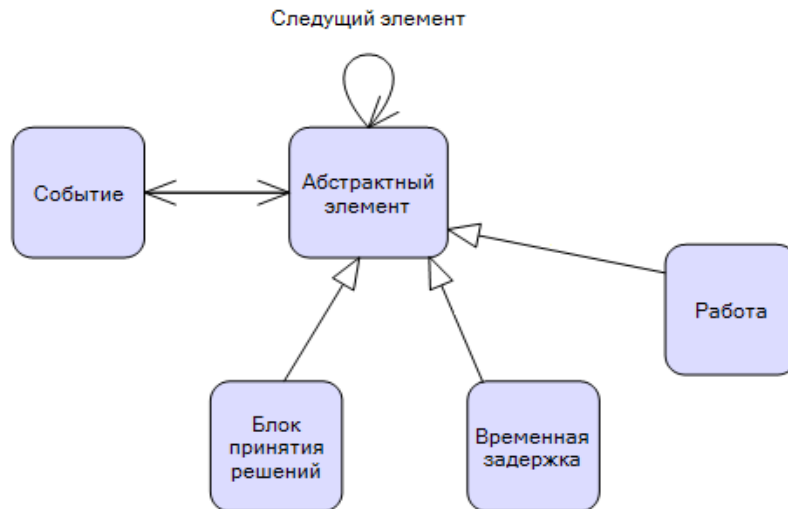 Следущий элемент
Событие
Абстрактный
элемент
Работа
Блок
принятия
решений
Временная
задержка